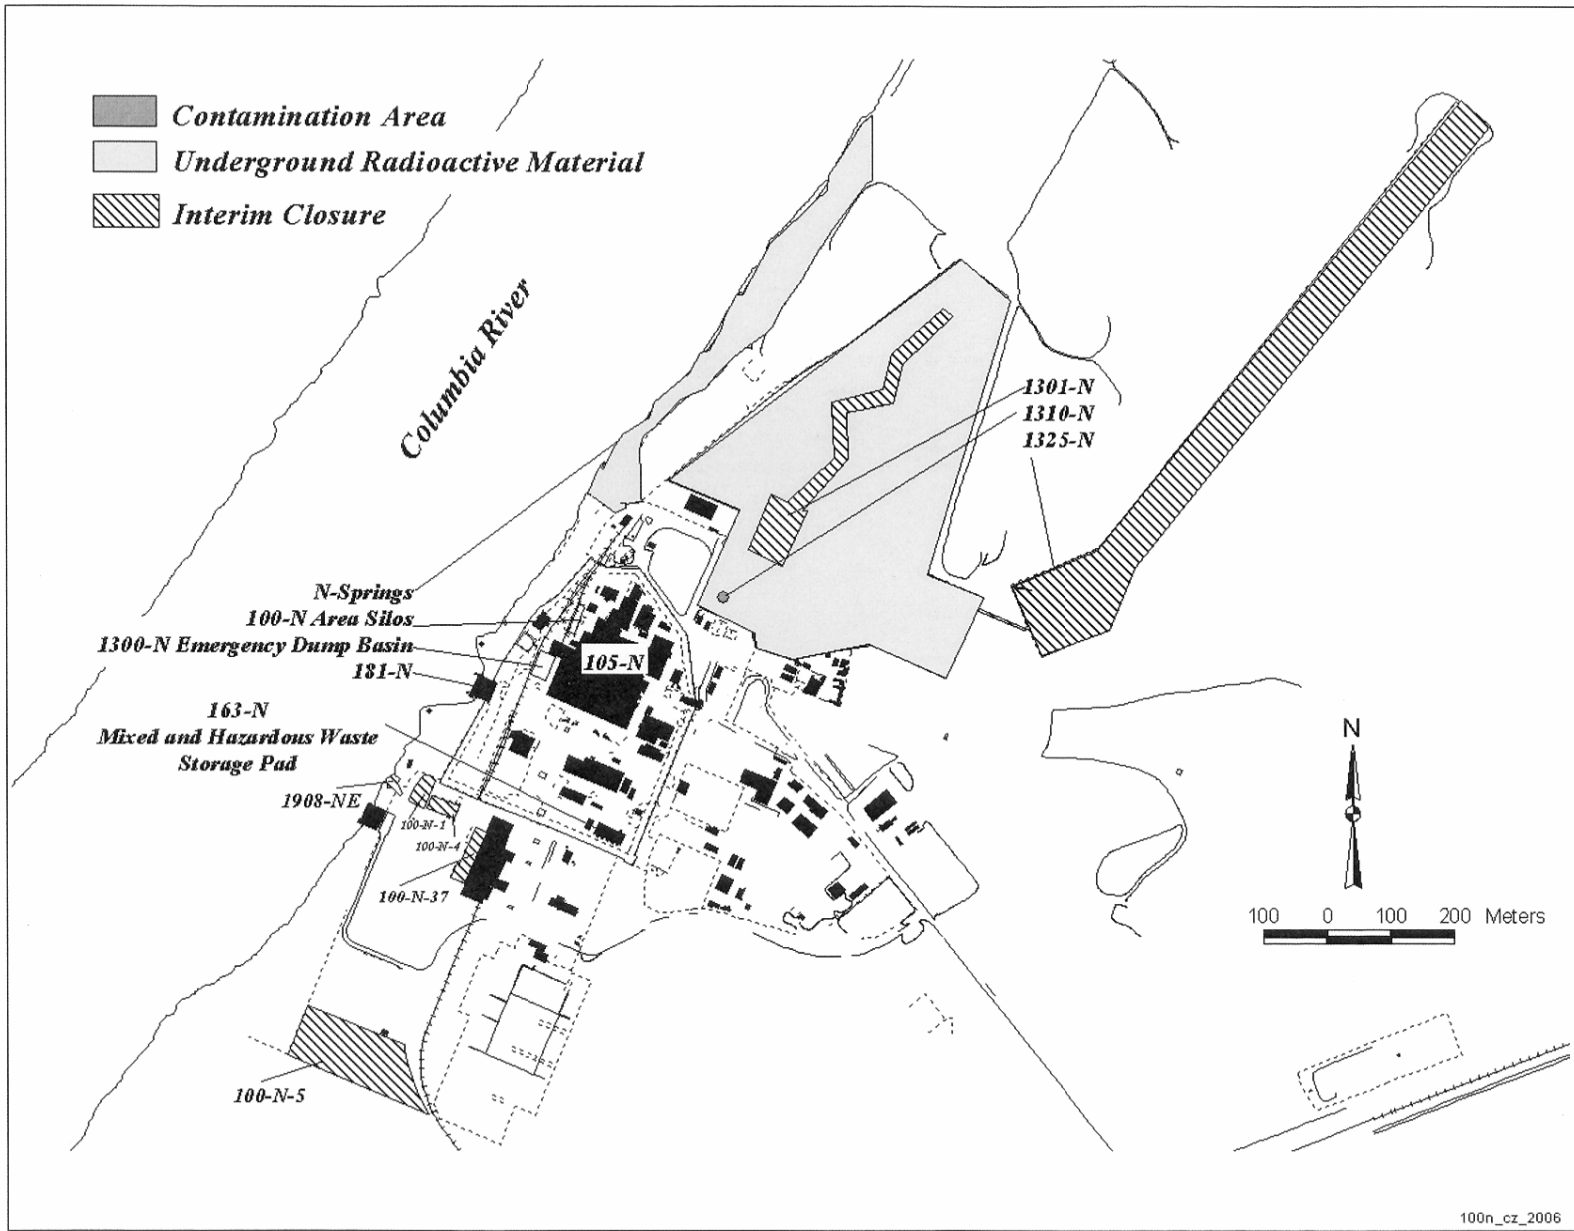 Contamination Area
Underground Radioactive Material
Interim Closure
Columbia River
1301-N
1310-N
1325-N
N-Springs
100-N Area Silos
1300-N Emergency Dump Basin
181-N
105-N
163-N
Mixed and Hazardous Waste
Storage Pad
1908-NE
100-N-1
100-N-4
100-N-37
100-N-5
N
100 0 100 200 Meters
100n_cz_2006